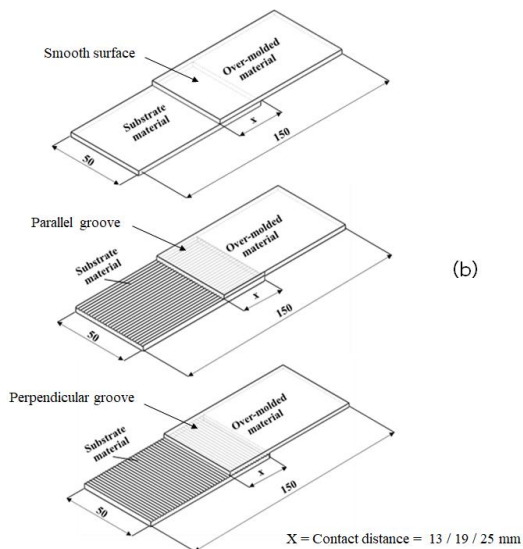 Smooth surface
Over-molded
material
Substrate
material
x
50
150
Parallel groove
Over-molded
material
Substrate
material
x
50
150
(b)
Perpendicular groove
Over-molded
material
Substrate
material
x
50
150
X = Contact distance = 13 / 19 / 25 mm